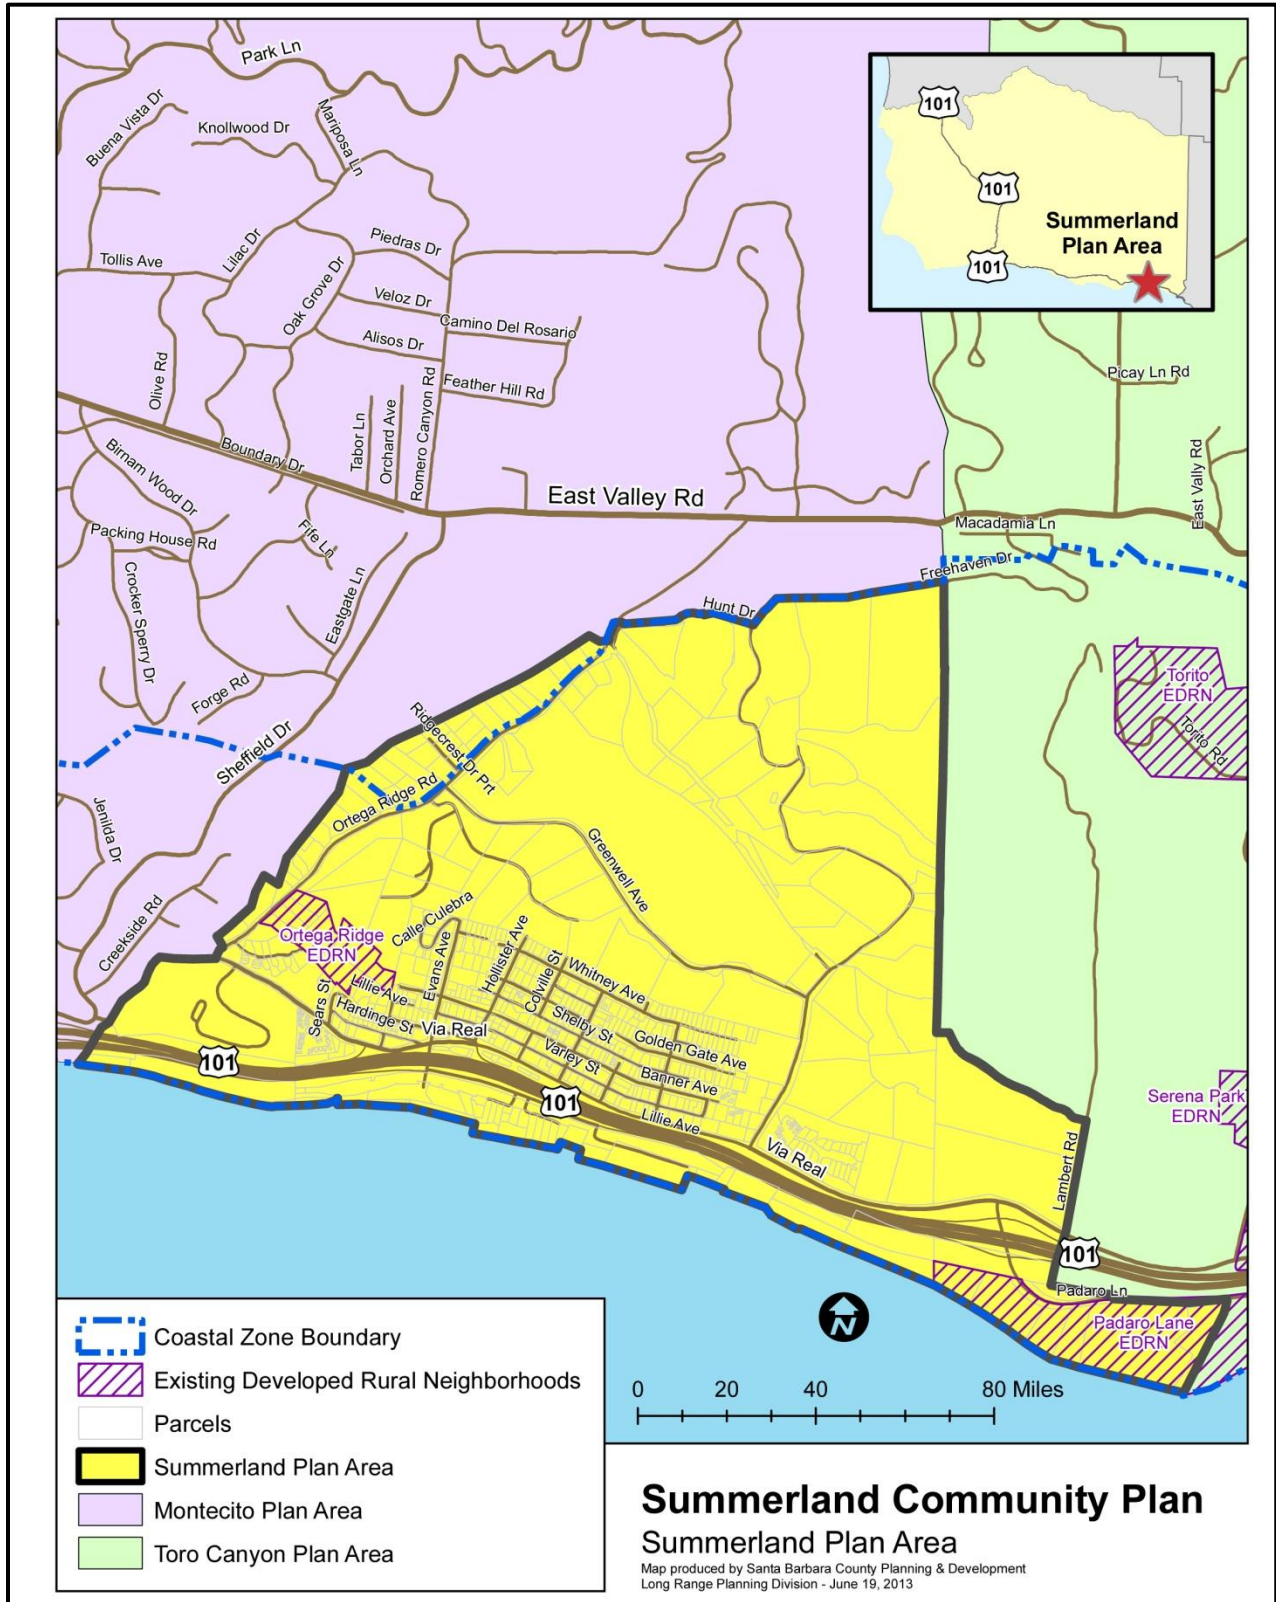 Park Ln
Buena Vista Dr
Knollwood Dr
Mariposa Ln
101
101
101
Summerland
Plan Area
Piedras Dr
Lilac Dr
Tollis Ave
Oak Grove Dr
Veloz Dr
Camino Del Rosario
Alisos Dr
Olive Rd
Feather Hill Rd
Picay Ln Rd
Romero Canyon Rd
Tabor Ln
Orchard Ave
Boundary Dr
Birnam Wood Dr
East Vally Rd
East Valley Rd
Macadamia Ln
Packing House Rd
Fife Ln
Freehaven Dr
Crocker Sperry Dr
Eastgate Ln
Hunt Dr
Forge Rd
Torito
EDRN
Torito Rd
Sheffield Dr
Ridgecrest Dr Prt
Ortega Ridge Rd
Jenilda Dr
Greenwell Ave
Creekside Rd
Ortega Ridge
EDRN
Calle Culebra
Evans Ave
Hollister Ave
Colville St
Whitney Ave
Lillie Ave
Sears St
Hardinge St
Via Real
Shelby St
Golden Gate Ave
Varley St
Banner Ave
101
101
Lillie Ave
Via Real
Serena Park
EDRN
Lambert Rd
101
Padaro Ln
Padaro Lane
EDRN
N
0 20 40 80 Miles
Coastal Zone Boundary
Existing Developed Rural Neighborhoods
Parcels
Summerland Plan Area
Montecito Plan Area
Toro Canyon Plan Area
Summerland Community Plan
Summerland Plan Area
Map produced by Santa Barbara County Planning & Development
Long Range Planning Division - June 19, 2013